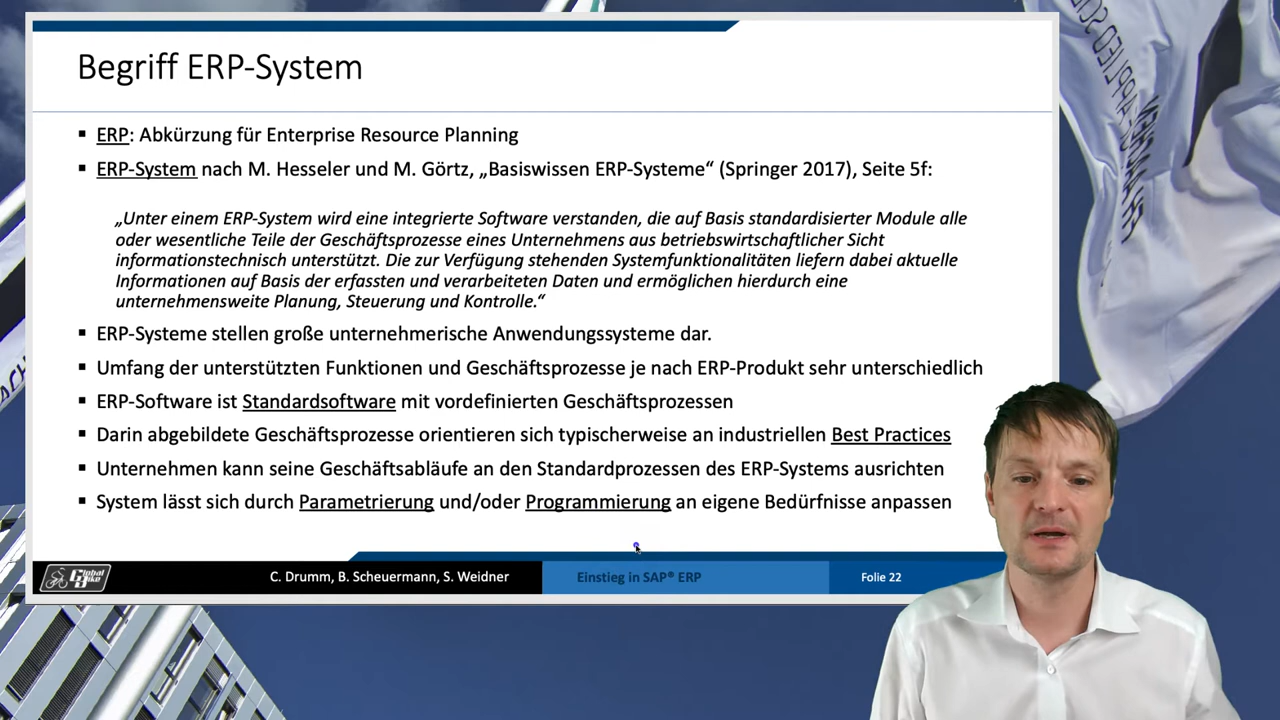 Begriff ERP-System
▪ ERP: Abkürzung für Enterprise Resource Planning
▪ ERP-System nach M. Hesseler und M. Görtz, „Basiswissen ERP-Systeme“ (Springer 2017), Seite 5f:
„Unter einem ERP-System wird eine integrierte Software verstanden, die auf Basis standardisierter Module alle
oder wesentliche Teile der Geschäftsprozesse eines Unternehmens aus betriebswirtschaftlicher Sicht
informationstechnisch unterstützt. Die zur Verfügung stehenden Systemfunktionalitäten liefern dabei aktuelle
Informationen auf Basis der erfassten und verarbeiteten Daten und ermöglichen hierdurch eine
unternehmensweite Planung, Steuerung und Kontrolle.“
▪ ERP-Systeme stellen große unternehmerische Anwendungssysteme dar.
▪ Umfang der unterstützten Funktionen und Geschäftsprozesse je nach ERP-Produkt sehr unterschiedlich
▪ ERP-Software ist Standardsoftware mit vordefinierten Geschäftsprozessen
▪ Darin abgebildete Geschäftsprozesse orientieren sich typischerweise an industriellen Best Practices
▪ Unternehmen kann seine Geschäftsabläufe an den Standardprozessen des ERP-Systems ausrichten
▪ System lässt sich durch Parametrierung und/oder Programmierung an eigene Bedürfnisse anpassen
Global Bike
C. Drumm, B. Scheuermann, S. Weidner
Einstieg in SAP® ERP
Folie 22
FH AACHEN